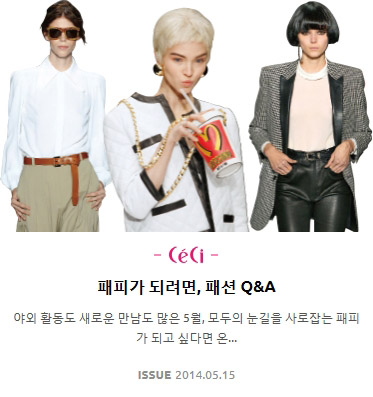 - CéCi -
패피가 되려면, 패션 Q&A
야외 활동도 새로운 만남도 많은 5월, 모두의 눈길을 사로잡는 패피
가 되고 싶다면 온...
ISSUE 2014.05.15